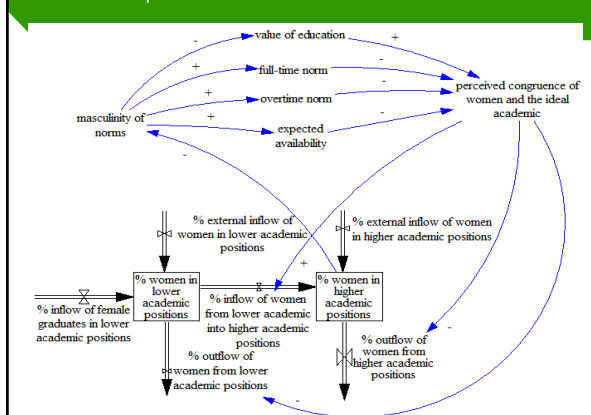 -
value of education
+
+
full-time norm
-
+
overtime norm
-
perceived congruence of
women and the ideal
academic
masculinity of
norms
+
expected
availability
-
-
% external inflow of
women in lower academic
positions
% external inflow of women
in higher academic positions
+
% women in
lower
academic
positions
% inflow of women
from lower academic
into higher academic
positions
% women in
higher
academic
positions
% inflow of female
graduates in lower
academic positions
-
% outflow of
women from
higher academic
positions
% outflow of
women from lower
academic positions
-